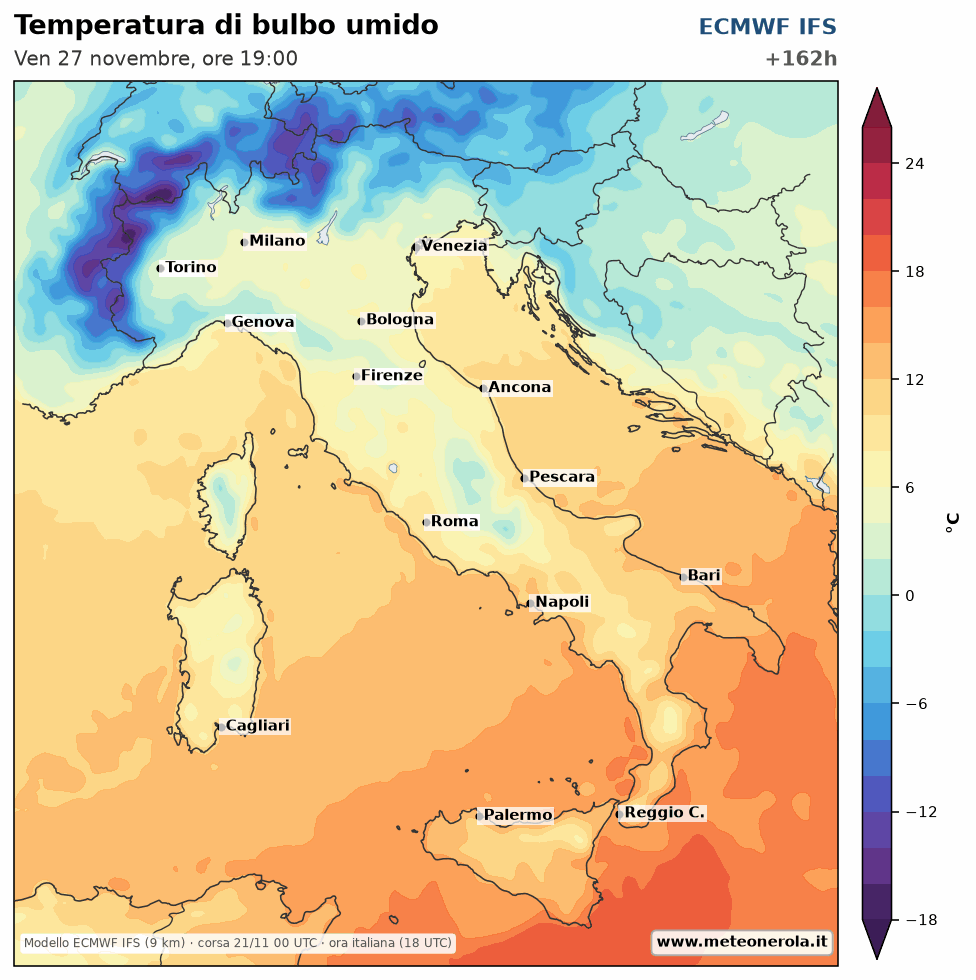 Temperatura di bulbo umido
ECMWF IFS
Ven 27 novembre, ore 19:00
+162h
Milano
Venezia
Torino
Genova
Bologna
Firenze
Ancona
Pescara
Roma
Bari
Napoli
Cagliari
Palermo
Reggio C.
24
18
12
6
0
−6
−12
−18
°C
Modello ECMWF IFS (9 km) · corsa 21/11 00 UTC · ora italiana (18 UTC)
www.meteonerola.it